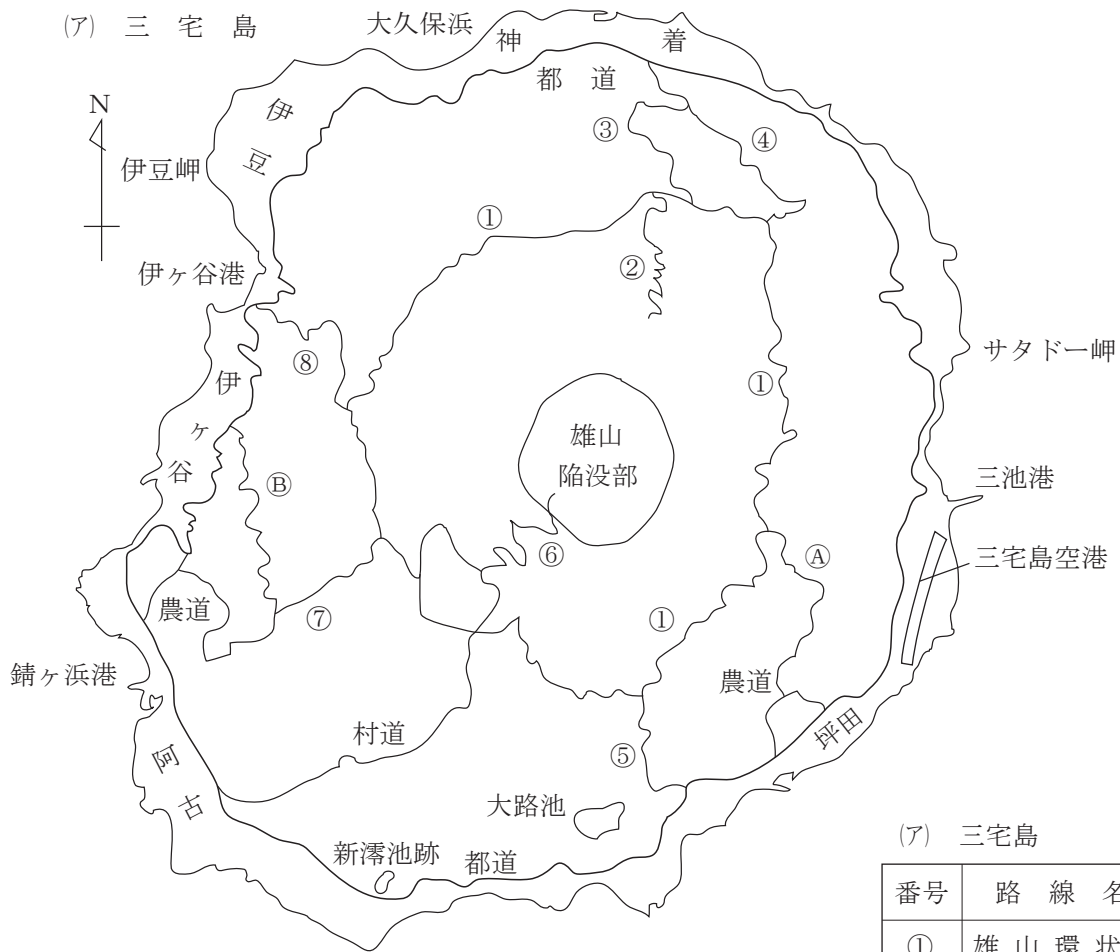 (ア) 三宅島
大久保浜
神着
都道
N
伊豆
③
④
伊豆岬
①
②
伊ヶ谷港
⑧
伊ヶ谷
①
サタドー岬
雄山
陥没部
Ⓑ
三池港
⑥
Ⓐ
三宅島空港
農道
⑦
①
錆ヶ浜港
農道
坪田
村道
⑤
阿古
大路池
新澪池跡
都道
(ア) 三宅島
番号 路線名
① 雄山環状